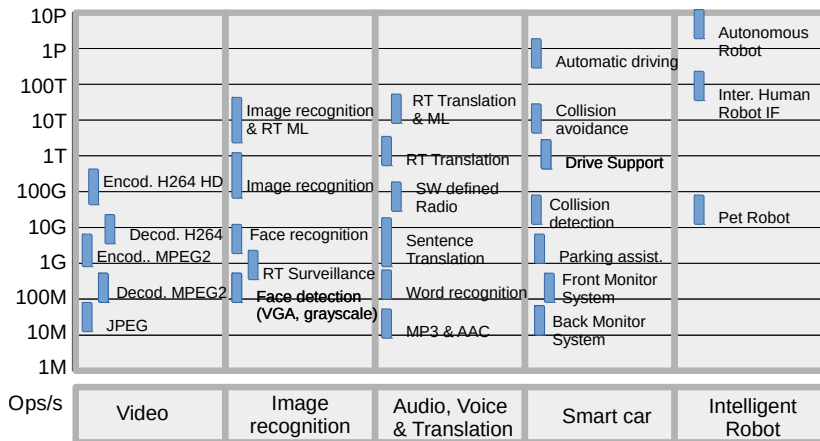 10P
1P
100T
10T
1T
100G
10G
1G
100M
10M
1M
Ops/s
Encod. H264 HD
Decod. H264
Encod.. MPEG2
Decod. MPEG2
JPEG
Video
Image recognition
& RT ML
Image recognition
Face recognition
RT Surveillance
Face detection
(VGA, grayscale)
Image
recognition
RT Translation
& ML
RT Translation
SW defined
Radio
Sentence
Translation
Word recognition
MP3 & AAC
Audio, Voice
& Translation
Automatic driving
Collision
avoidance
Drive Support
Collision
detection
Parking assist.
Front Monitor
System
Back Monitor
System
Smart car
Autonomous
Robot
Inter. Human
Robot IF
Pet Robot
Intelligent
Robot